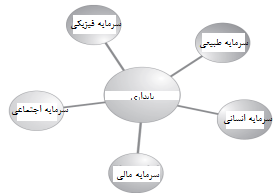 سرمایه فیزیکی
سرمایه طبیعی
پایداری
سرمایه اجتماعی
سرمایه انسانی
سرمایه مالی